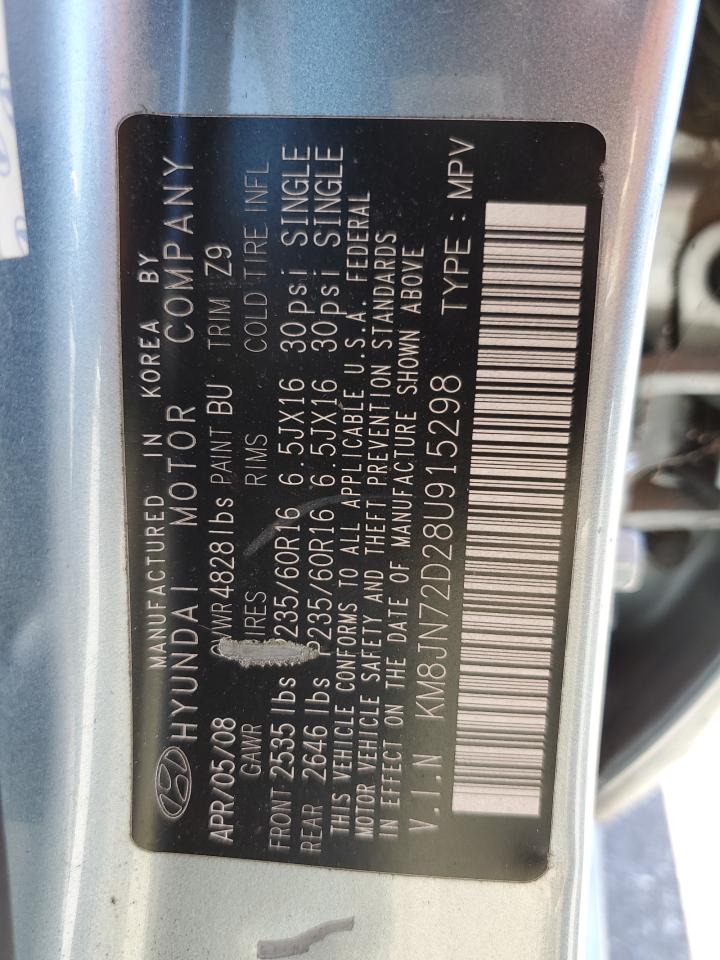 MANUFACTURED IN KOREA BY
HYUNDAI MOTOR COMPANY
APR/05/08 GVWR 4828 lbs PAINT BU TRIM Z9
GAWR TIRES RIMS COLD TIRE INFL
FRONT 2535 lbs P235/60R16 6.5JX16 30psi SINGLE
REAR 2646 lbs P235/60R16 6.5JX16 30psi SINGLE
THIS VEHICLE CONFORMS TO ALL APPLICABLE U.S.A. FEDERAL
MOTOR VEHICLE SAFETY AND THEFT PREVENTION STANDARDS
IN EFFECT ON THE DATE OF MANUFACTURE SHOWN ABOVE
V.I.N KM8JN72D28U915298 TYPE : MPV